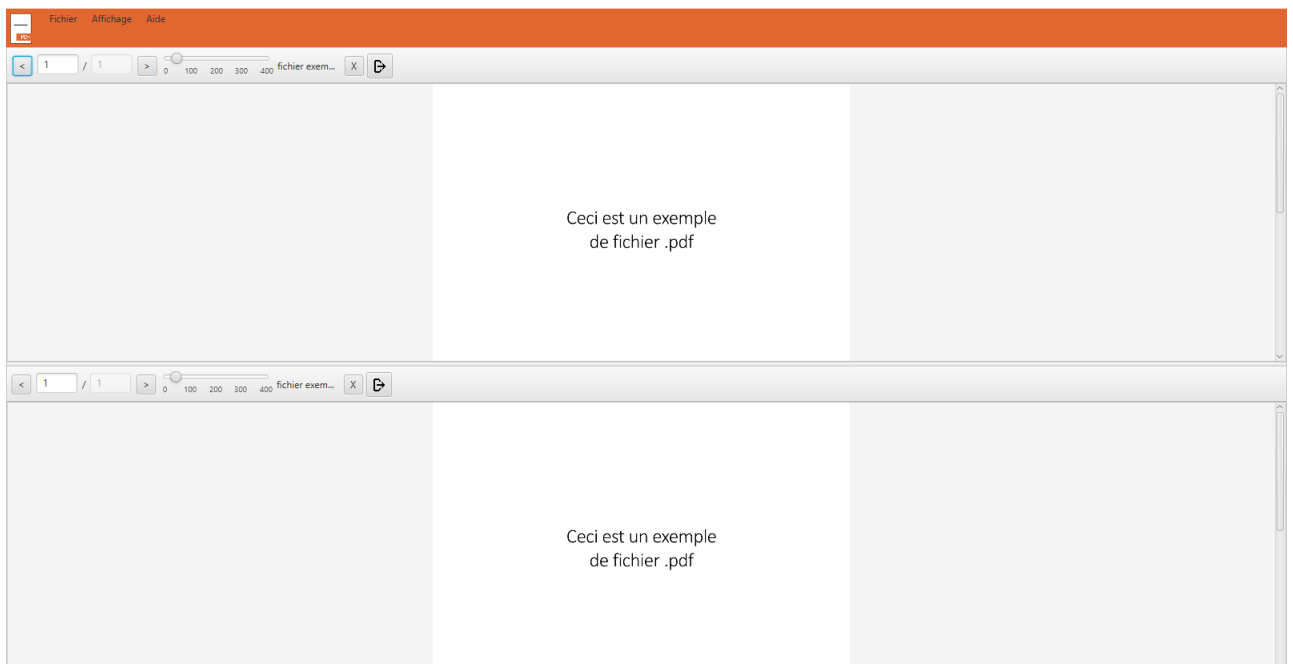 PDF
Fichier Affichage Aide
< 1 / 1 > 0 100 200 300 400 fichier exem... X
Ceci est un exemple
de fichier .pdf
< 1 / 1 > 0 100 200 300 400 fichier exem... X
Ceci est un exemple
de fichier .pdf